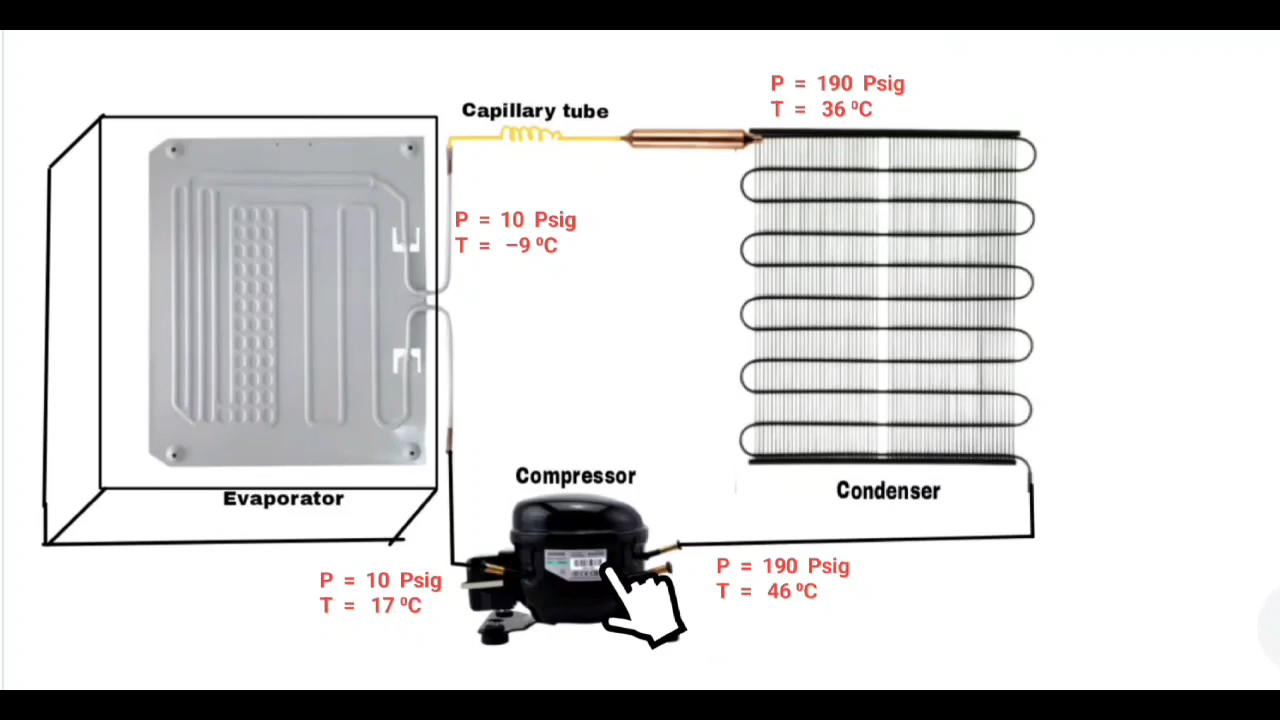 P = 190 Psig
T = 36 ºC
Capillary tube
P = 10 Psig
T = –9 ºC
Compressor
Condenser
Evaporator
P = 10 Psig
T = 17 ºC
P = 190 Psig
T = 46 ºC